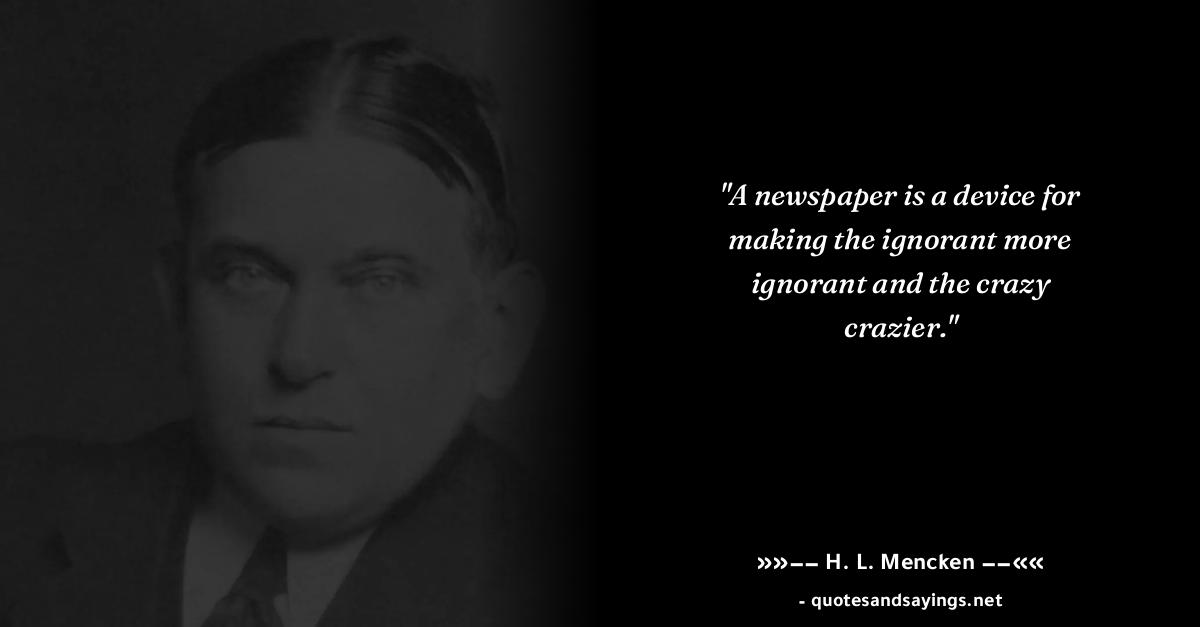 "A newspaper is a device for
making the ignorant more
ignorant and the crazy
crazier."
»»−− H. L. Mencken −−««
- quotesandsayings.net